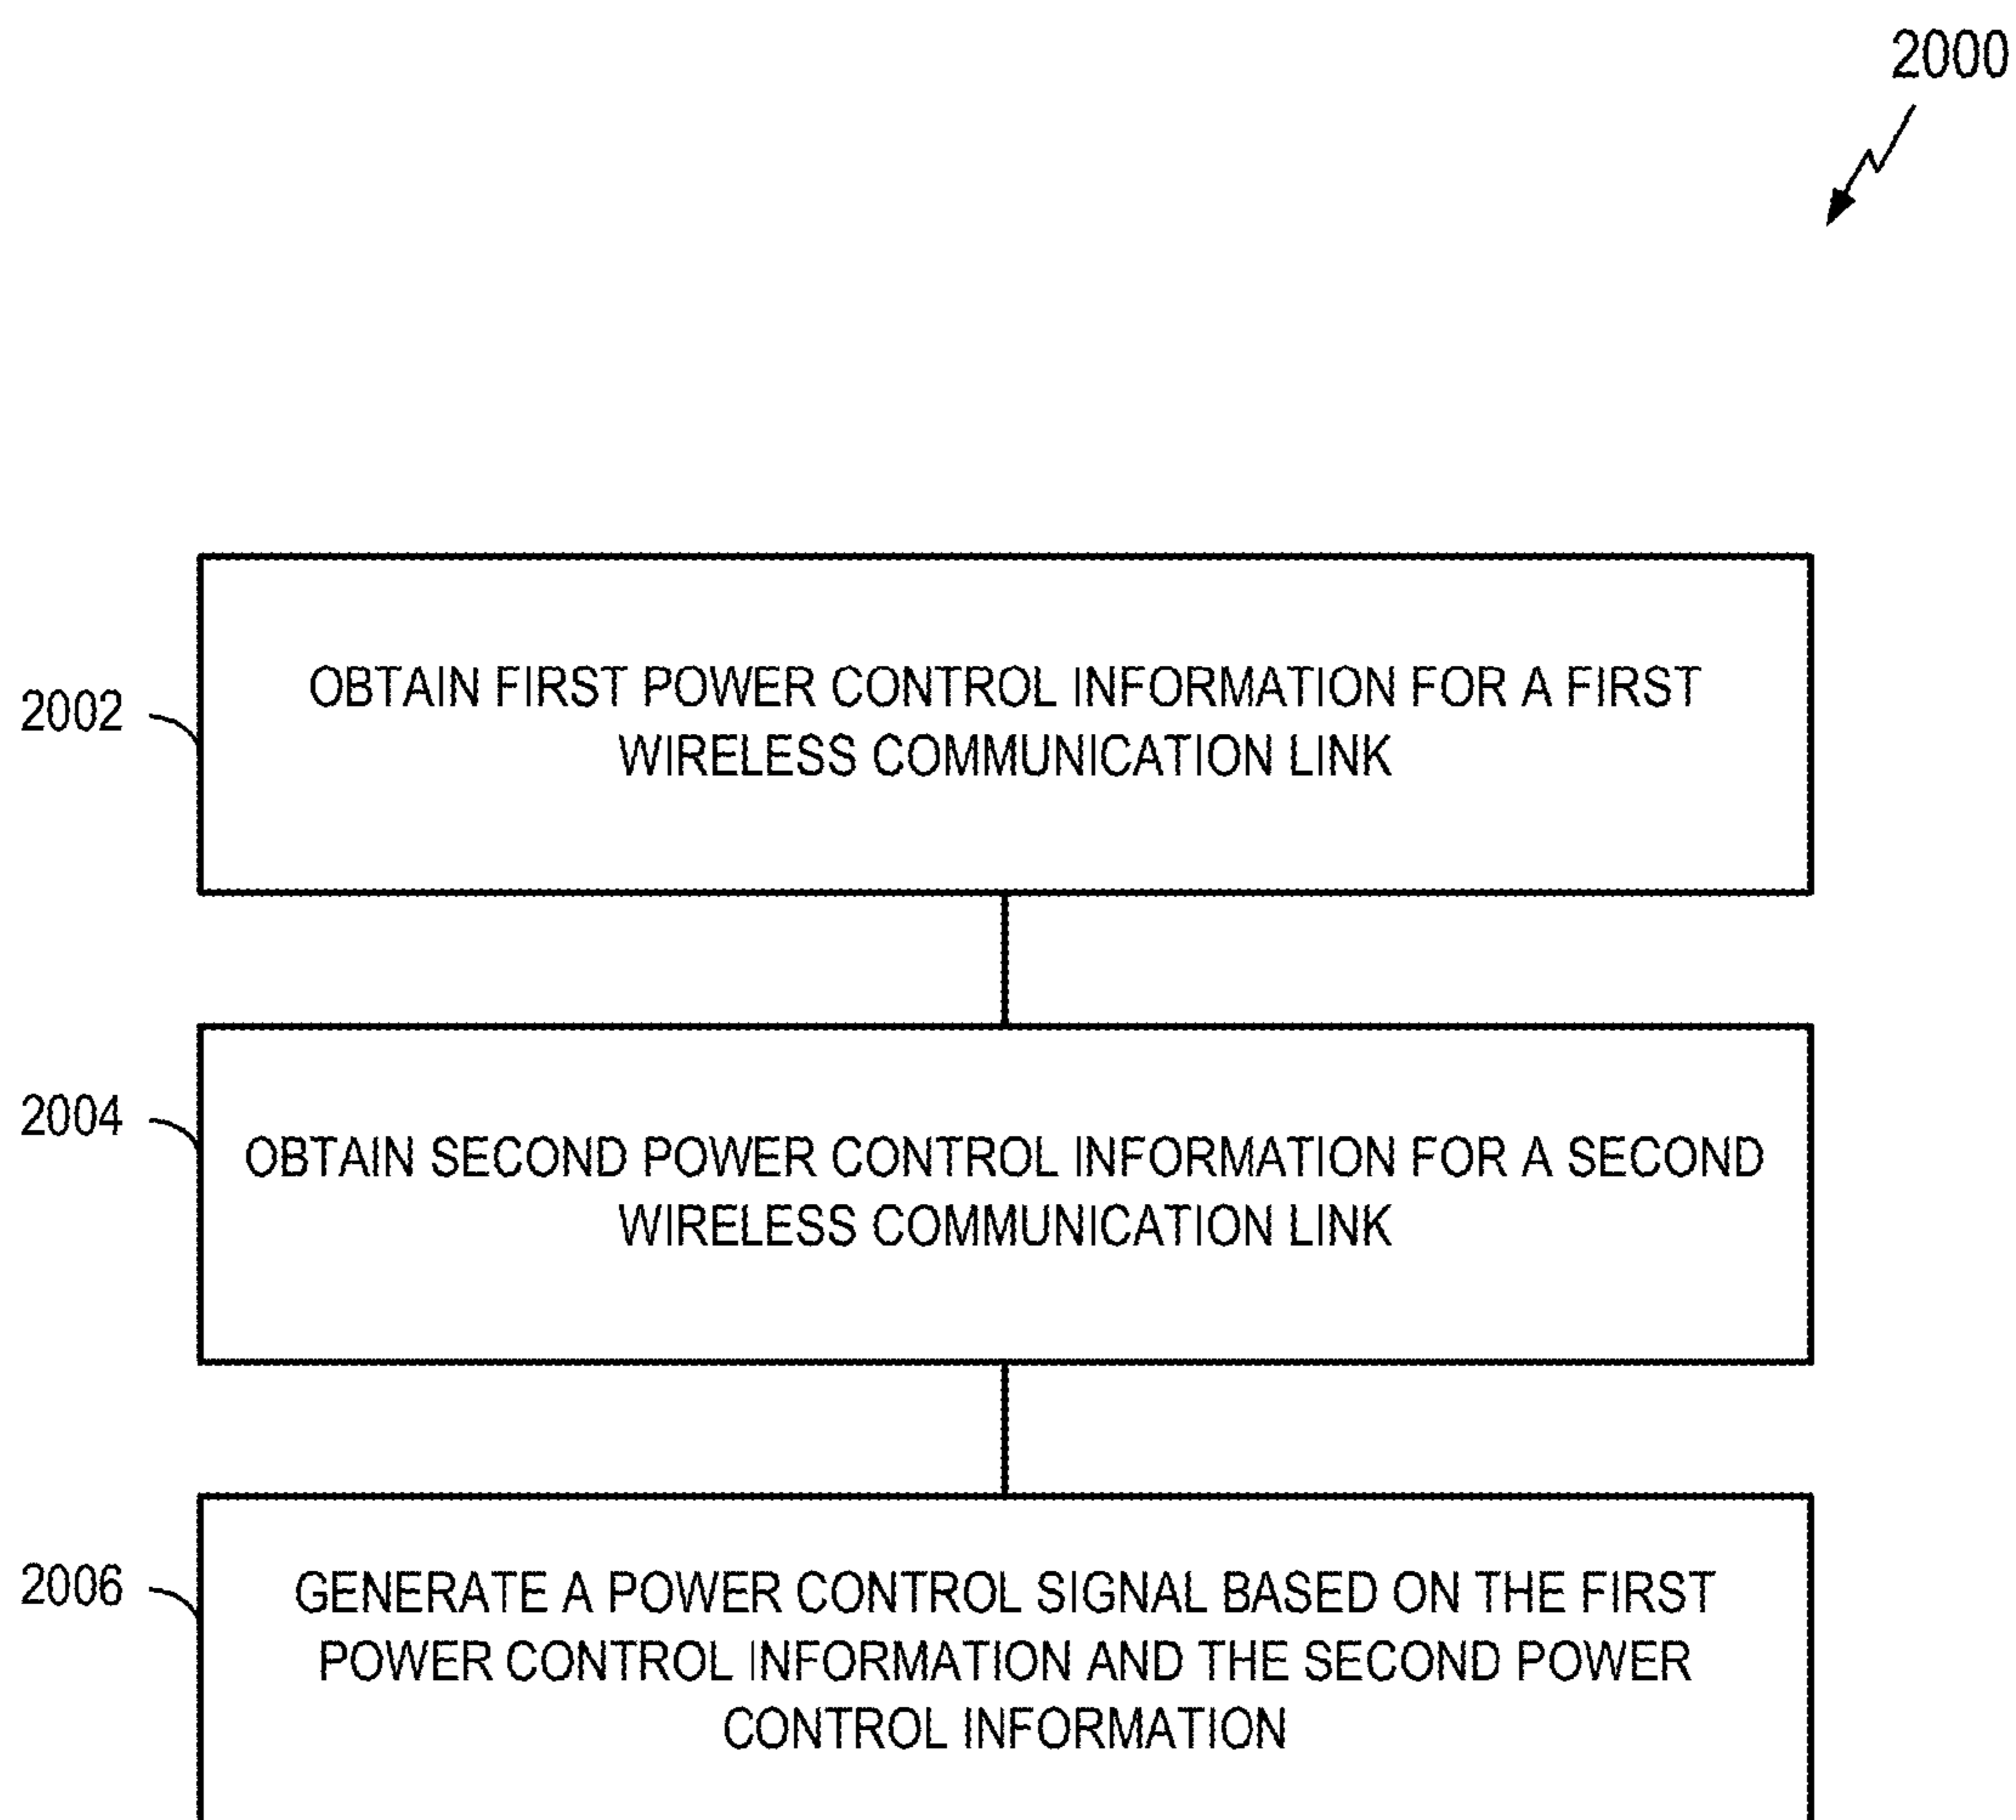 2000
2002
OBTAIN FIRST POWER CONTROL INFORMATION FOR A FIRST
WIRELESS COMMUNICATION LINK
2004
OBTAIN SECOND POWER CONTROL INFORMATION FOR A SECOND
WIRELESS COMMUNICATION LINK
2006
GENERATE A POWER CONTROL SIGNAL BASED ON THE FIRST
POWER CONTROL INFORMATION AND THE SECOND POWER
CONTROL INFORMATION